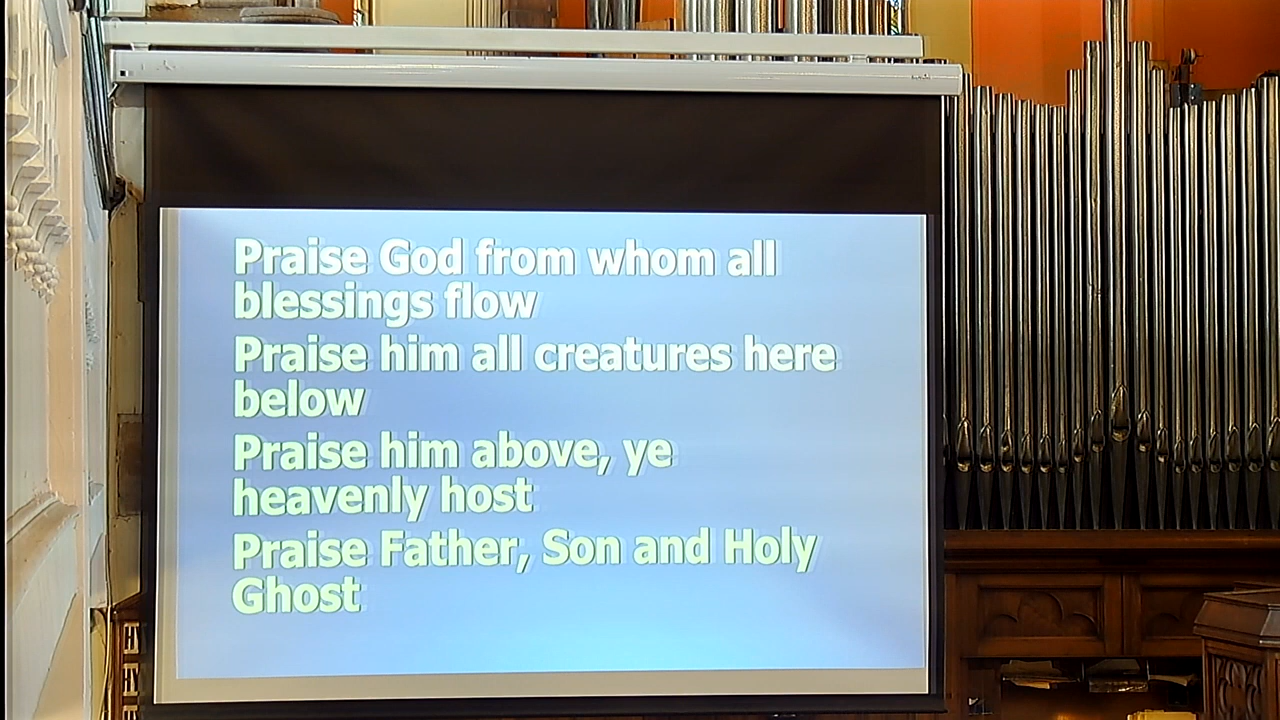 Praise God from whom all
blessings flow
Praise him all creatures here
below
Praise him above, ye
heavenly host
Praise Father, Son and Holy
Ghost